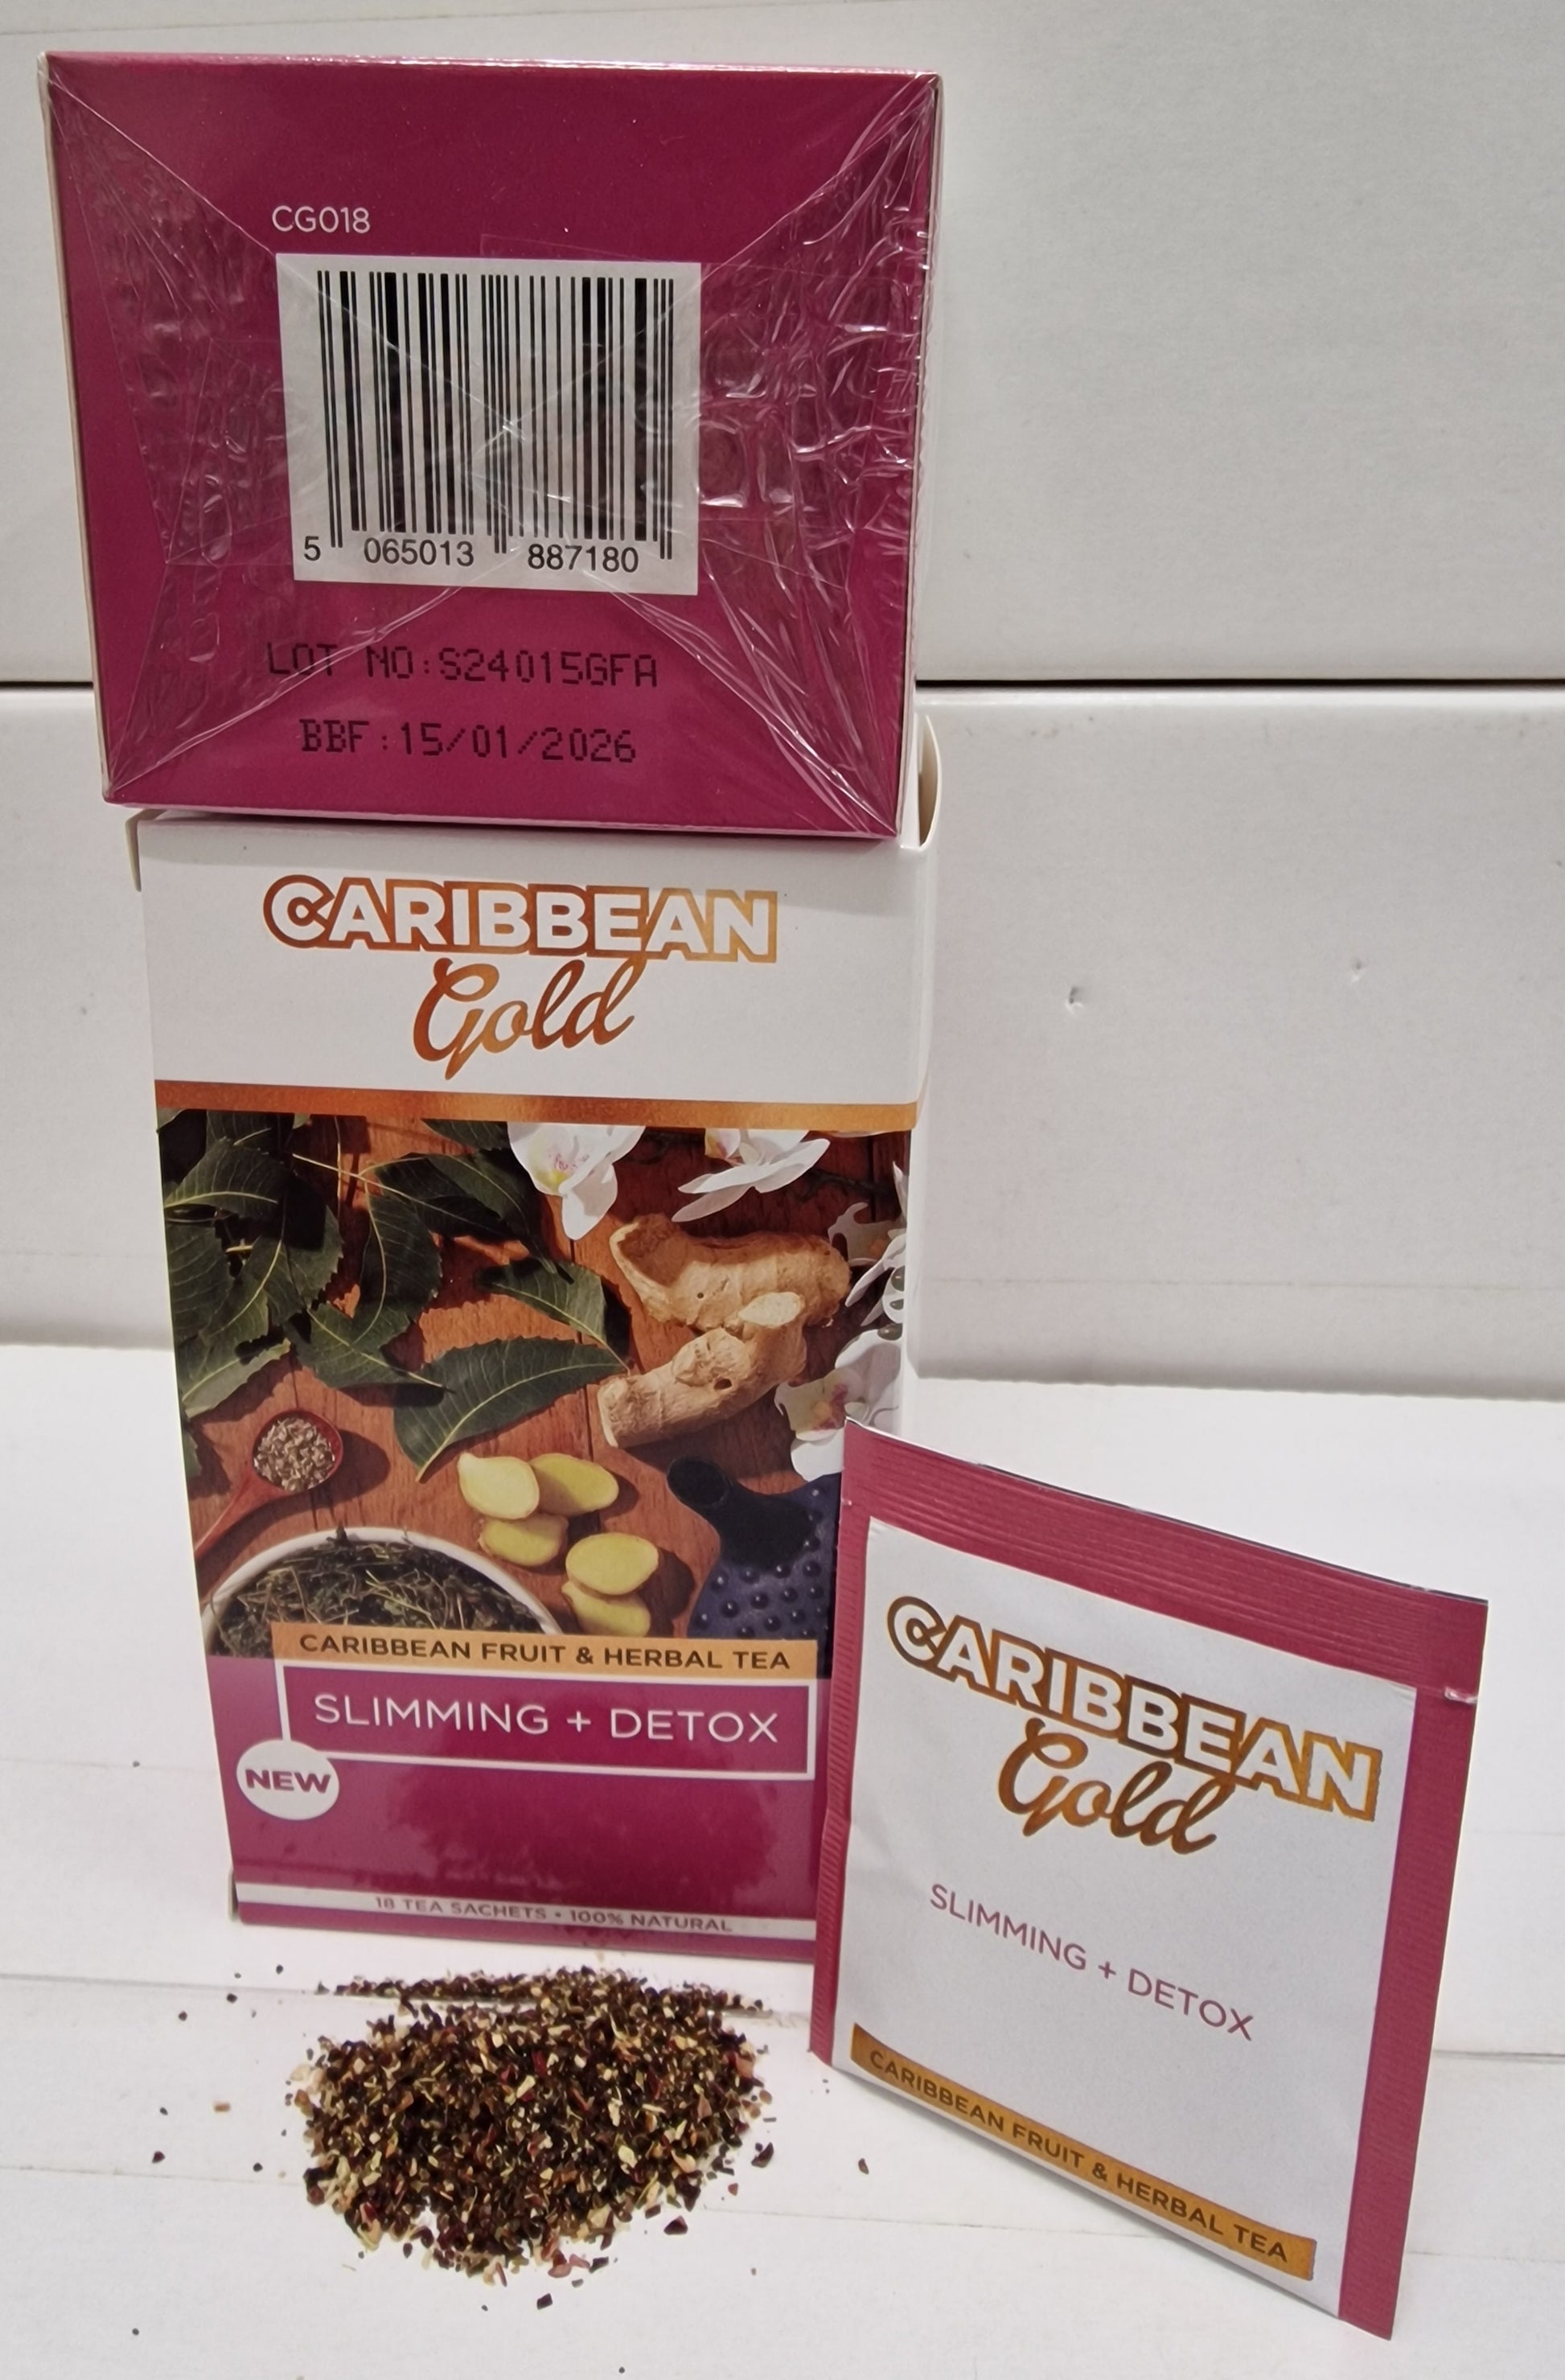 CG018
5 065013 887180
LOT NO:S24015GFA
BBF:15/01/2026
CARIBBEAN
Gold
CARIBBEAN FRUIT & HERBAL TEA
SLIMMING + DETOX
NEW
18 TEA SACHETS • 100% NATURAL
CARIBBEAN
Gold
SLIMMING + DETOX
CARIBBEAN FRUIT & HERBAL TEA